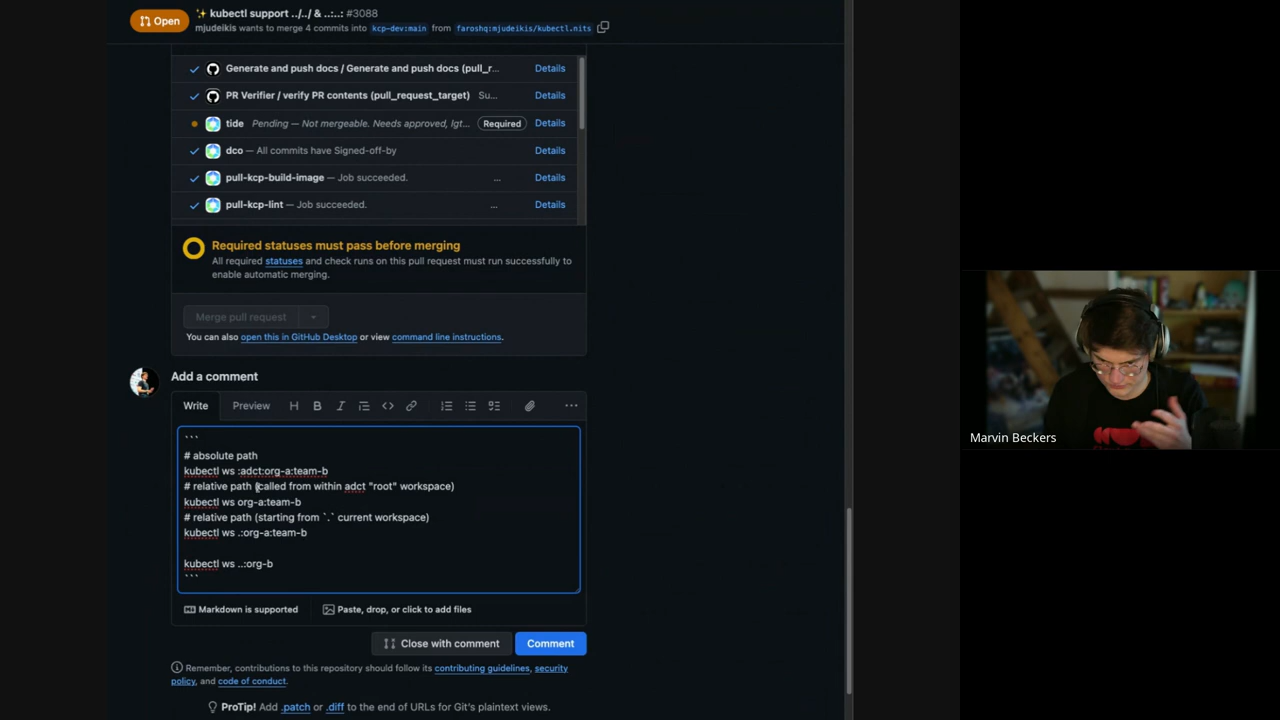 Open
✨ kubectl support ../../ & ..:..: #3088
mjudeikis wants to merge 4 commits into kcp-dev:main from faroshq:mjudeikis/kubectl.nits
Generate and push docs / Generate and push docs (pull_r... Details
PR Verifier / verify PR contents (pull_request_target) Su... Details
tide Pending — Not mergeable. Needs approved, lgt... Required Details
dco — All commits have Signed-off-by Details
pull-kcp-build-image — Job succeeded. ... Details
pull-kcp-lint — Job succeeded. ... Details
Required statuses must pass before merging
All required statuses and check runs on this pull request must run successfully to
enable automatic merging.
Merge pull request
You can also open this in GitHub Desktop or view command line instructions.
Add a comment
Write Preview
```
# absolute path
kubectl ws :adct:org-a:team-b
# relative path (called from within adct "root" workspace)
kubectl ws org-a:team-b
# relative path (starting from `.` current workspace)
kubectl ws .:org-a:team-b
kubectl ws ..:org-b
```
Markdown is supported Paste, drop, or click to add files
Close with comment Comment
Remember, contributions to this repository should follow its contributing guidelines, security
policy, and code of conduct.
ProTip! Add .patch or .diff to the end of URLs for Git's plaintext views.
Marvin Beckers